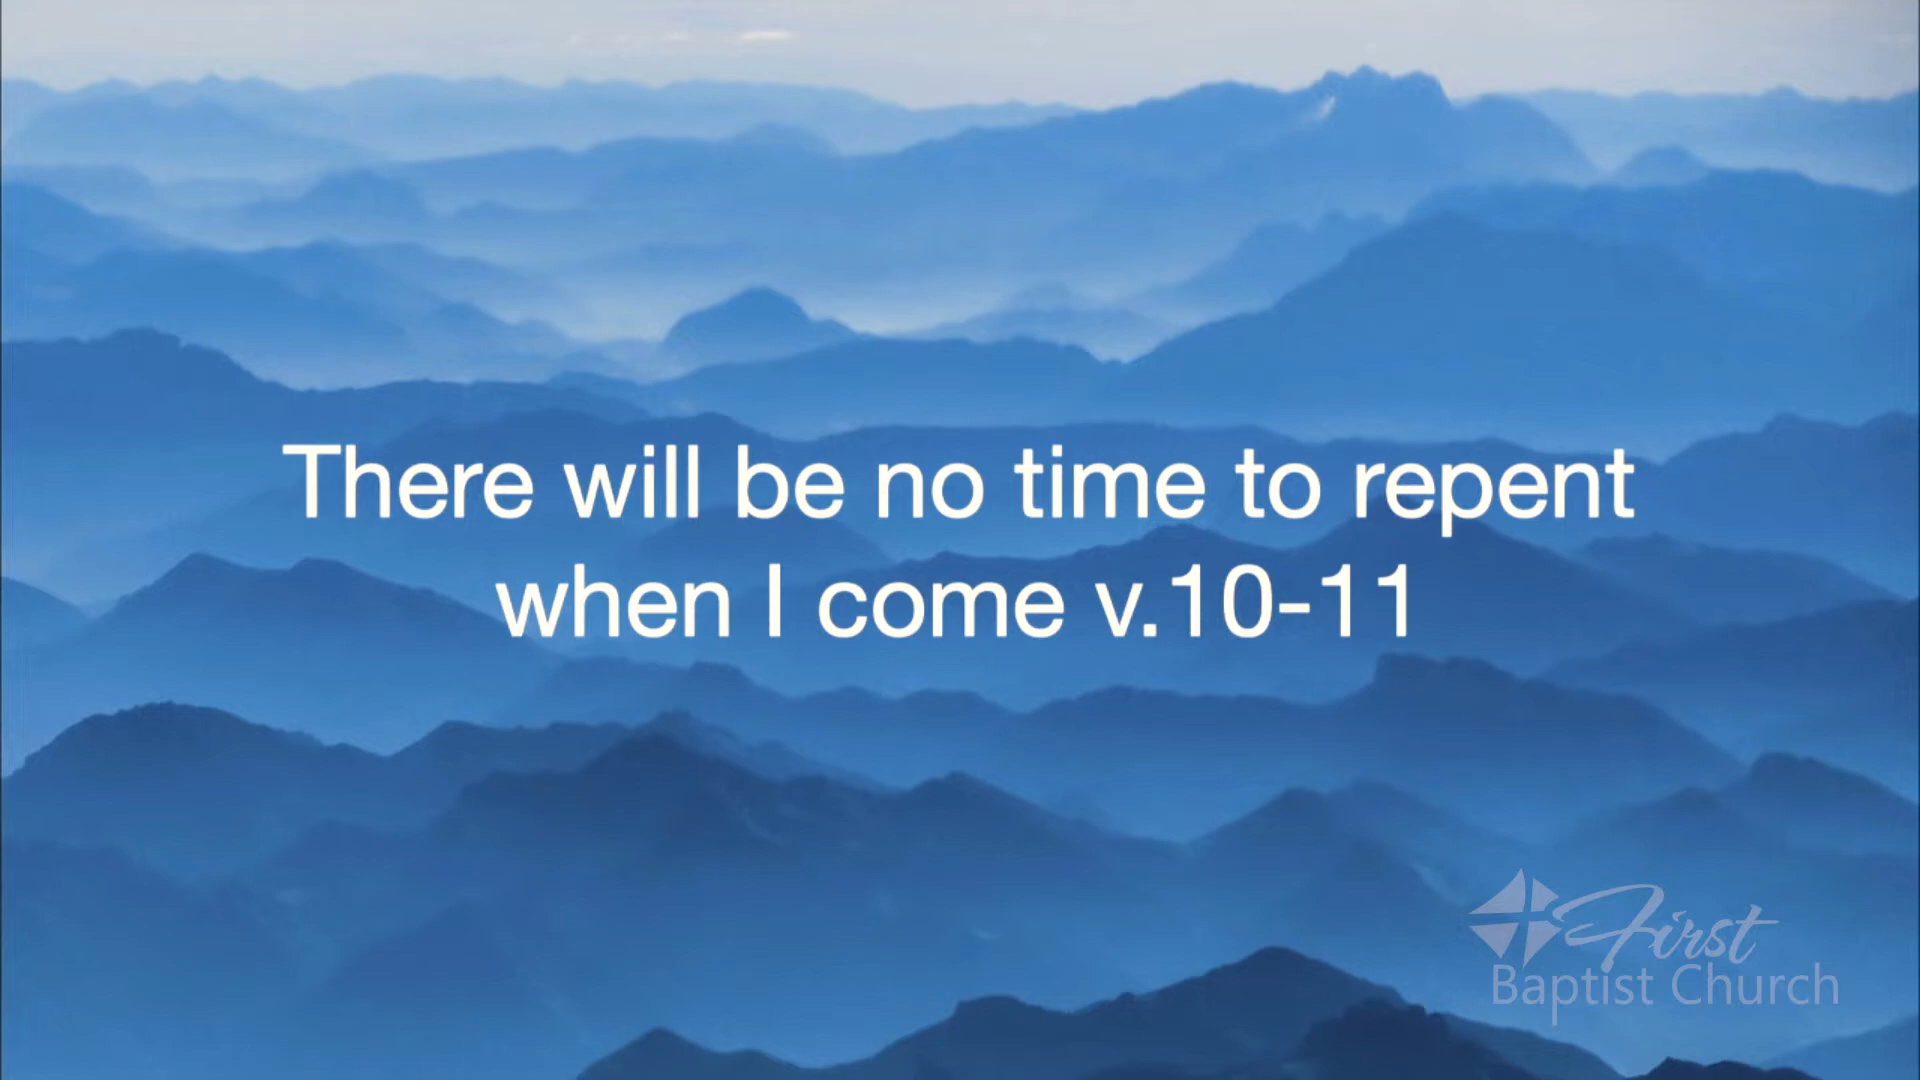 There will be no time to repent
when I come v.10-11
First
Baptist Church